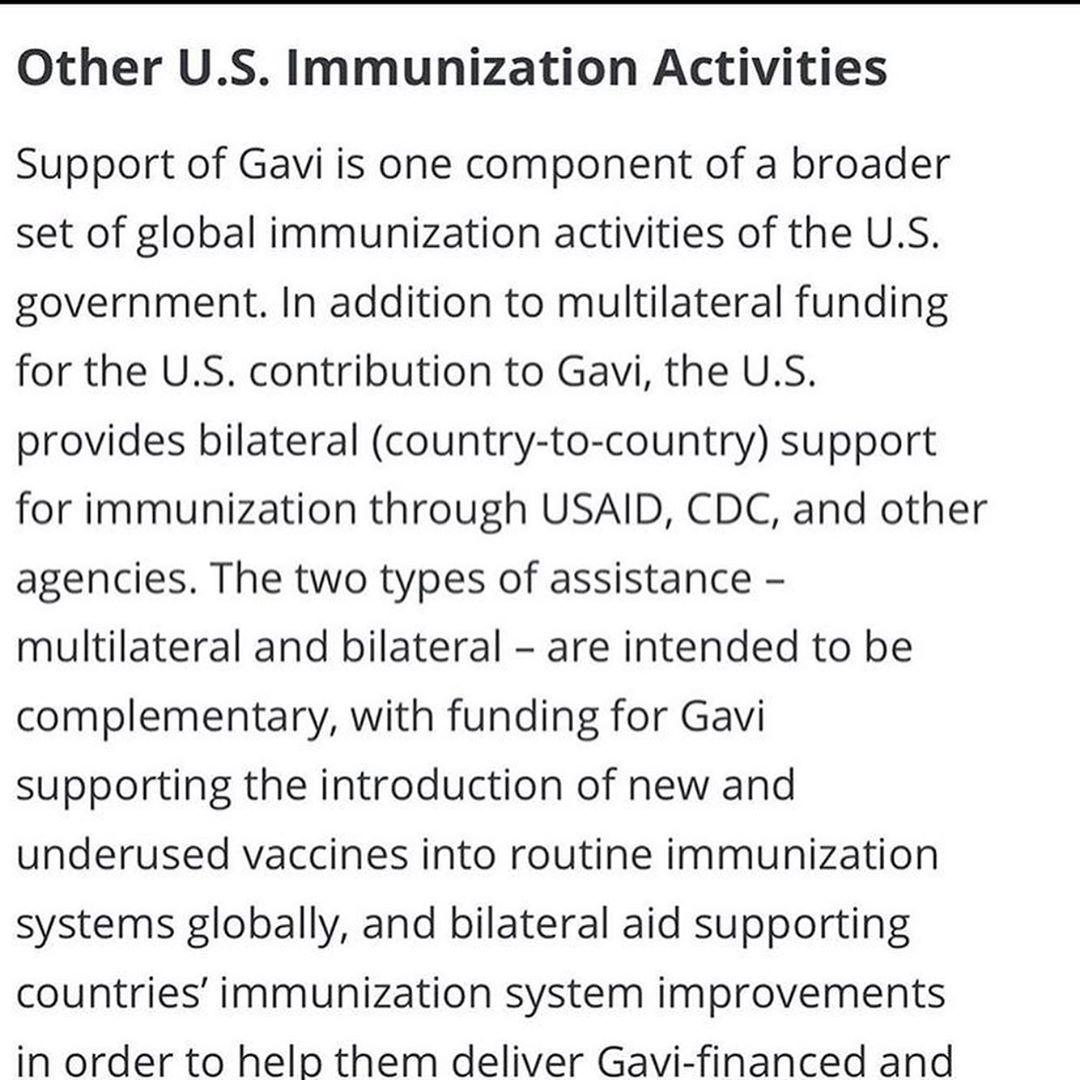 Other U.S. Immunization Activities
Support of Gavi is one component of a broader
set of global immunization activities of the U.S.
government. In addition to multilateral funding
for the U.S. contribution to Gavi, the U.S.
provides bilateral (country-to-country) support
for immunization through USAID, CDC, and other
agencies. The two types of assistance –
multilateral and bilateral – are intended to be
complementary, with funding for Gavi
supporting the introduction of new and
underused vaccines into routine immunization
systems globally, and bilateral aid supporting
countries’ immunization system improvements
in order to help them deliver Gavi-financed and